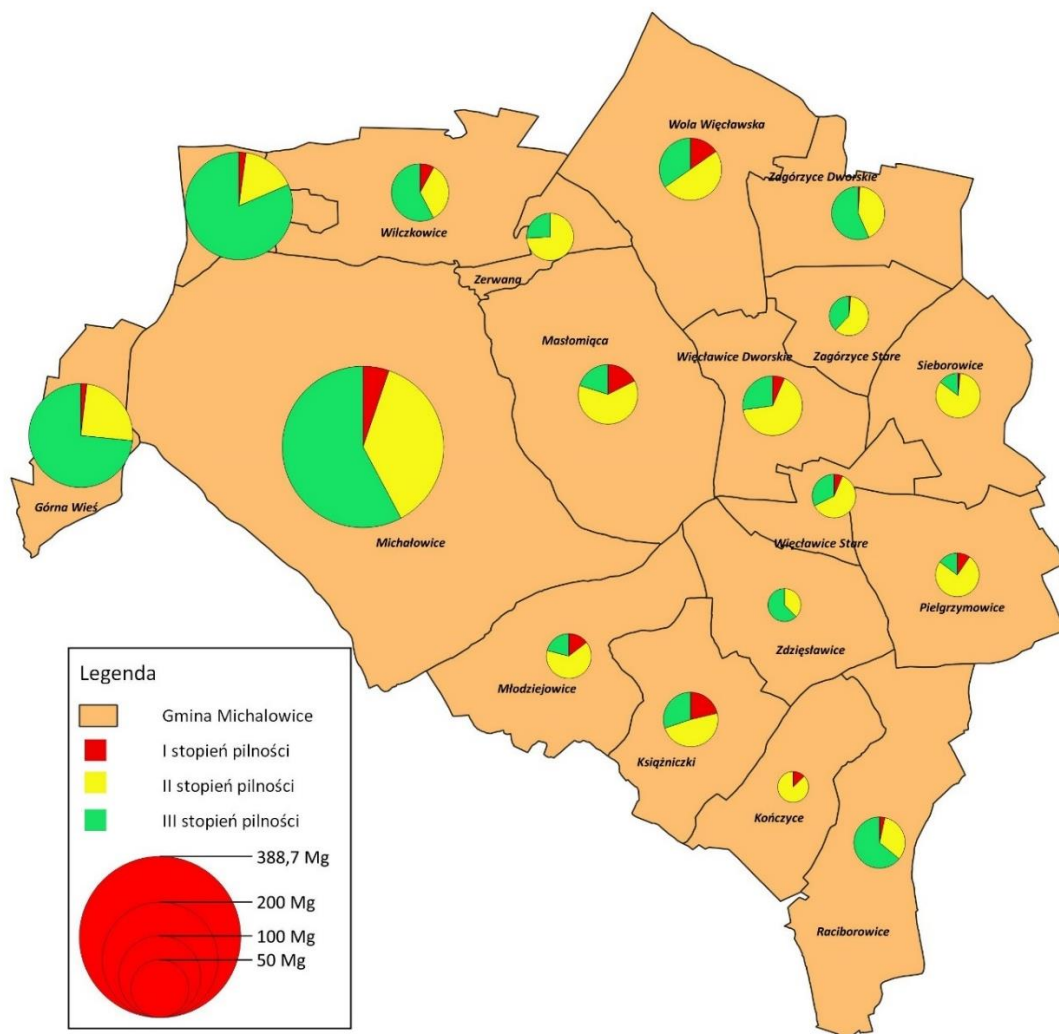 Wola Więcławska
Zagórzyce Dworskie
Wilczkowice
Zerwana
Masłomiąca
Więcławice Dworskie
Zagórzyce Stare
Sieborowice
Górna Wieś
Michałowice
Więcławice Stare
Pielgrzymowice
Zdzięsławice
Młodziejowice
Książniczki
Kończyce
Raciborowice
Legenda
Gmina Michalowice
I stopień pilności
II stopień pilności
III stopień pilności
388,7 Mg
200 Mg
100 Mg
50 Mg